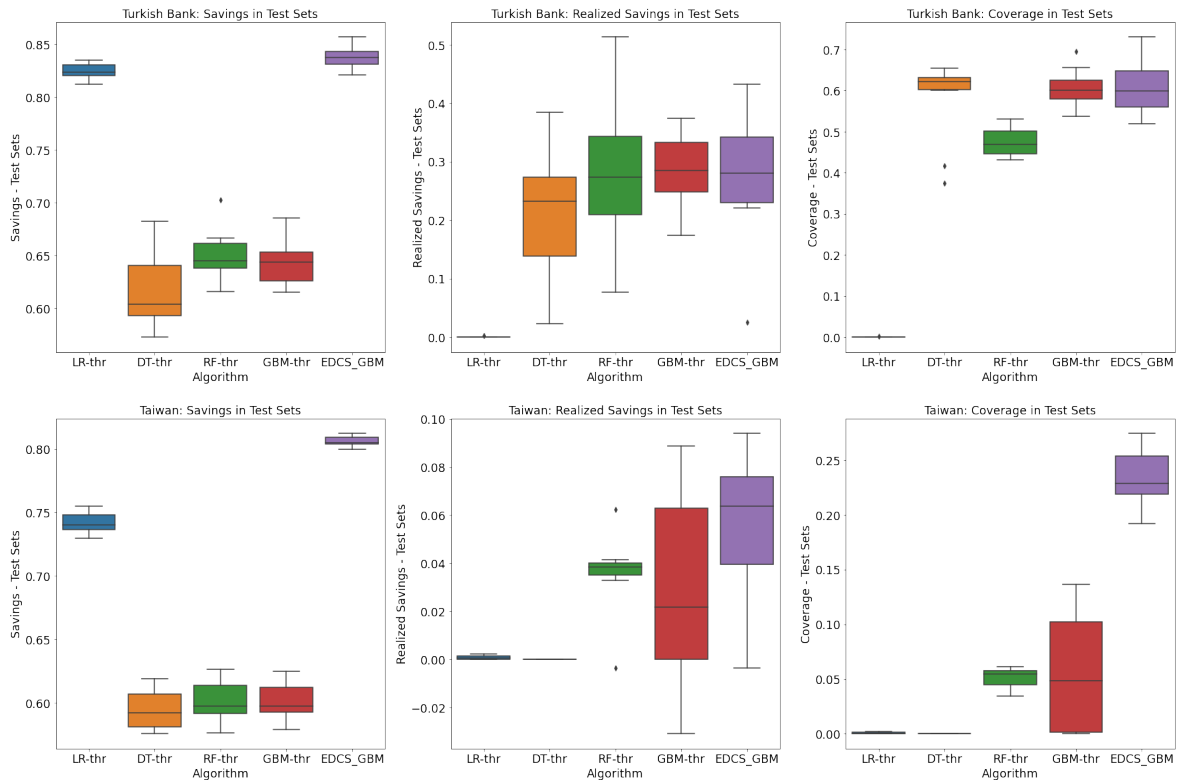 Turkish Bank: Savings in Test Sets
Savings - Test Sets
0.85
0.80
0.75
0.70
0.65
0.60
LR-thr DT-thr RF-thr GBM-thr EDCS_GBM
Algorithm
Turkish Bank: Realized Savings in Test Sets
Realized Savings - Test Sets
0.5
0.4
0.3
0.2
0.1
0.0
LR-thr DT-thr RF-thr GBM-thr EDCS_GBM
Algorithm
Turkish Bank: Coverage in Test Sets
Coverage - Test Sets
0.7
0.6
0.5
0.4
0.3
0.2
0.1
0.0
LR-thr DT-thr RF-thr GBM-thr EDCS_GBM
Algorithm
Taiwan: Savings in Test Sets
Savings - Test Sets
0.80
0.75
0.70
0.65
0.60
LR-thr DT-thr RF-thr GBM-thr EDCS_GBM
Algorithm
Taiwan: Realized Savings in Test Sets
Realized Savings - Test Sets
0.10
0.08
0.06
0.04
0.02
0.00
−0.02
LR-thr DT-thr RF-thr GBM-thr EDCS_GBM
Algorithm
Taiwan: Coverage in Test Sets
Coverage - Test Sets
0.25
0.20
0.15
0.10
0.05
0.00
LR-thr DT-thr RF-thr GBM-thr EDCS_GBM
Algorithm